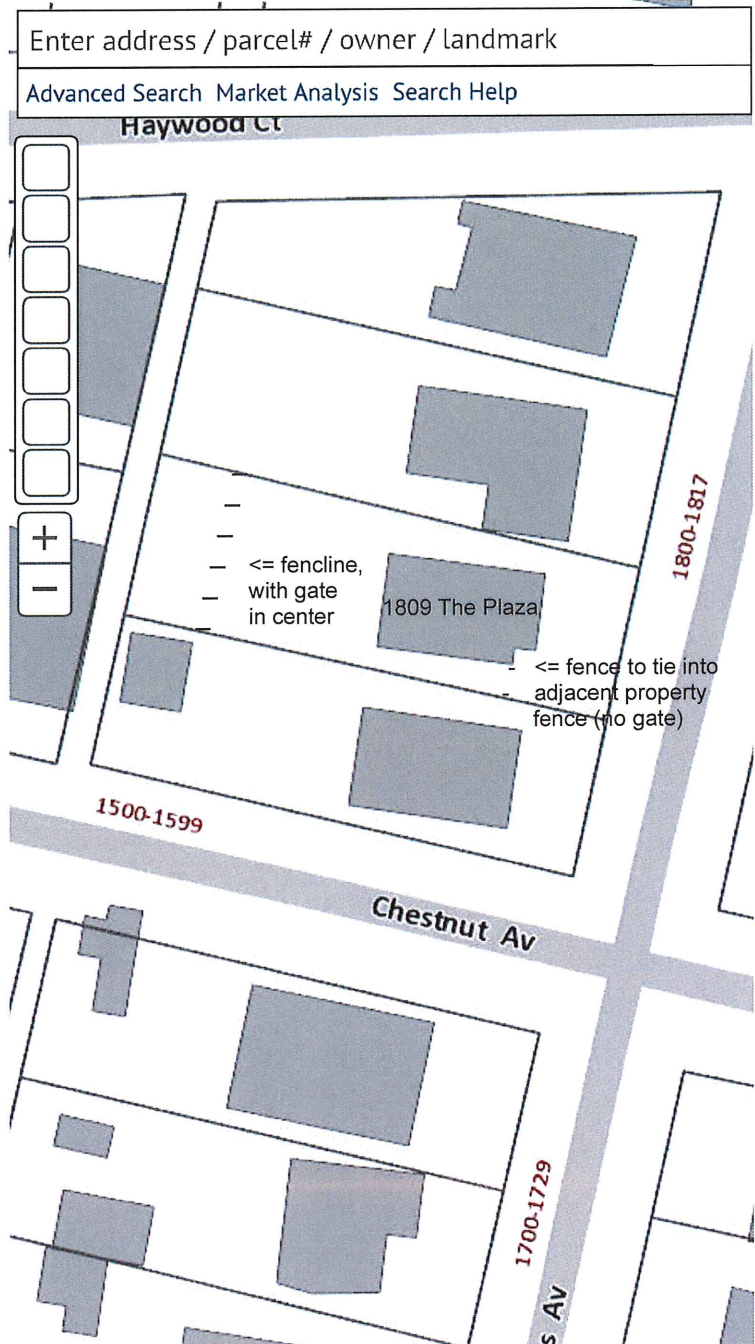 Enter address / parcel# / owner / landmark
Advanced Search Market Analysis Search Help
Haywood Ct
1800-1817
+
−
<= fencline,
with gate
in center
1809 The Plaza
<= fence to tie into
adjacent property
fence (no gate)
1500-1599
Chestnut Av
1700-1729
s Av